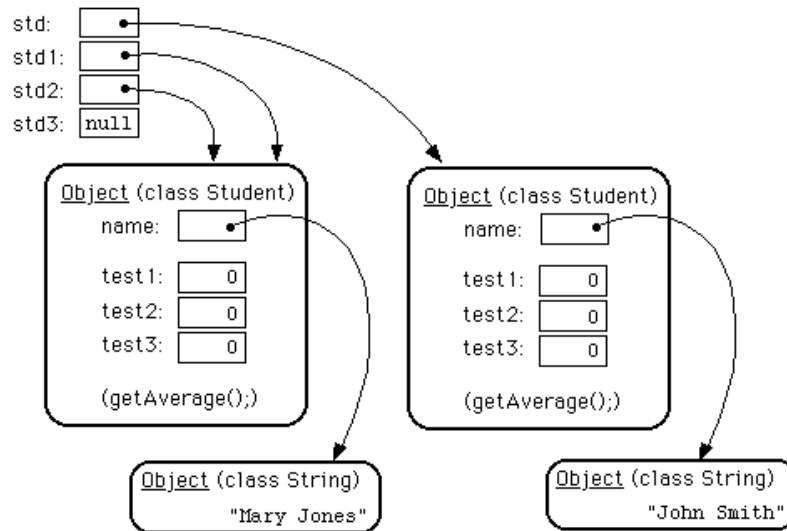 std:
std1:
std2:
std3: null
Object (class Student)
name:
test1: 0
test2: 0
test3: 0
(getAverage();)
Object (class Student)
name:
test1: 0
test2: 0
test3: 0
(getAverage();)
Object (class String)
"Mary Jones"
Object (class String)
"John Smith"